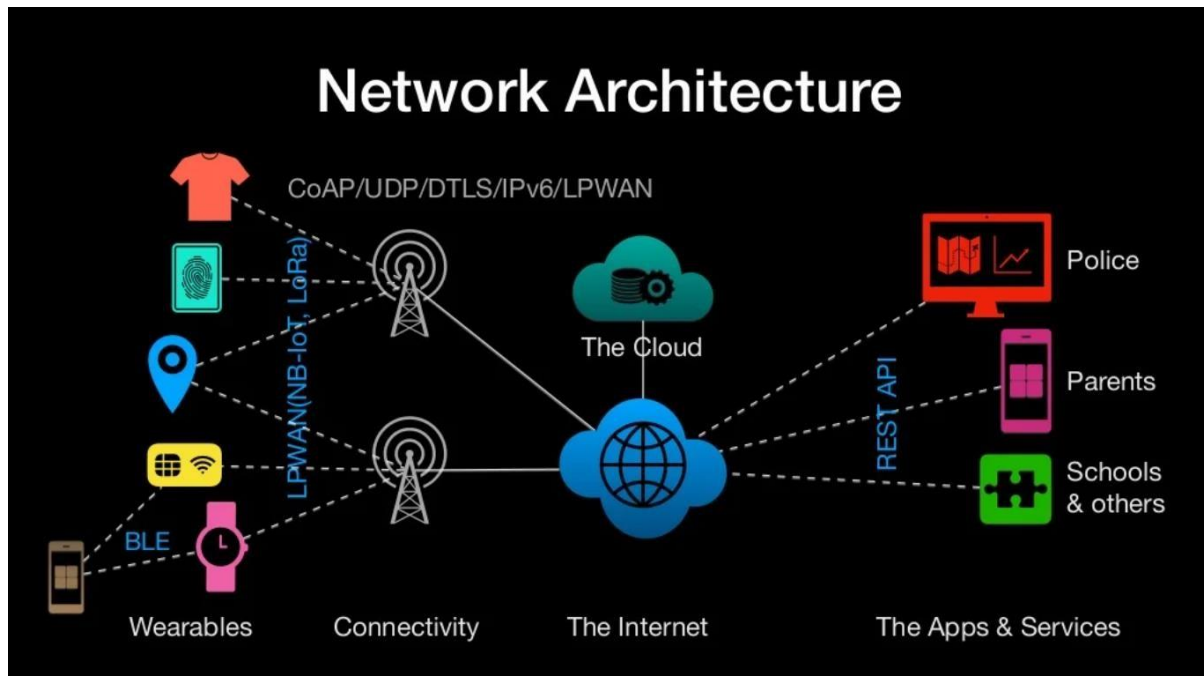 Network Architecture
CoAP/UDP/DTLS/IPv6/LPWAN
LPWAN(NB-IoT, LoRa)
The Cloud
REST API
Police
Parents
Schools
& others
BLE
Wearables
Connectivity
The Internet
The Apps & Services